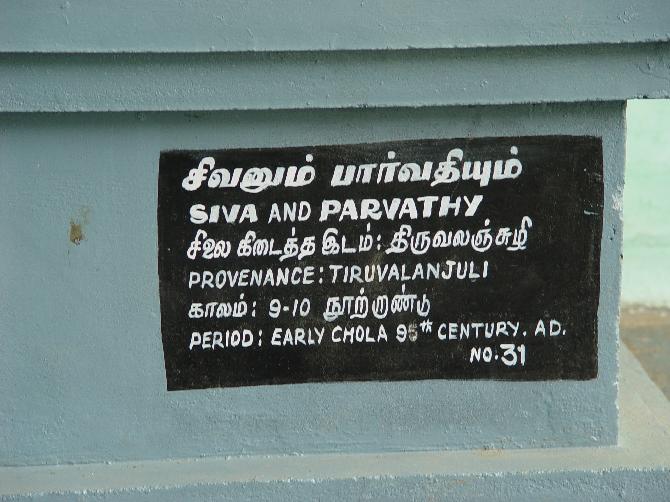 சிவனும் பார்வதியும்
SIVA AND PARVATHY
சிலை கிடைத்த இடம்: திருவலஞ்சுழி
PROVENANCE: TIRUVALANJULI
காலம்: 9-10 நூற்றண்டு
PERIOD: EARLY CHOLA CENTURY. AD.
NO. 31